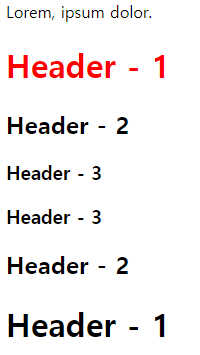 Lorem, ipsum dolor.
Header - 1
Header - 2
Header - 3
Header - 3
Header - 2
Header - 1